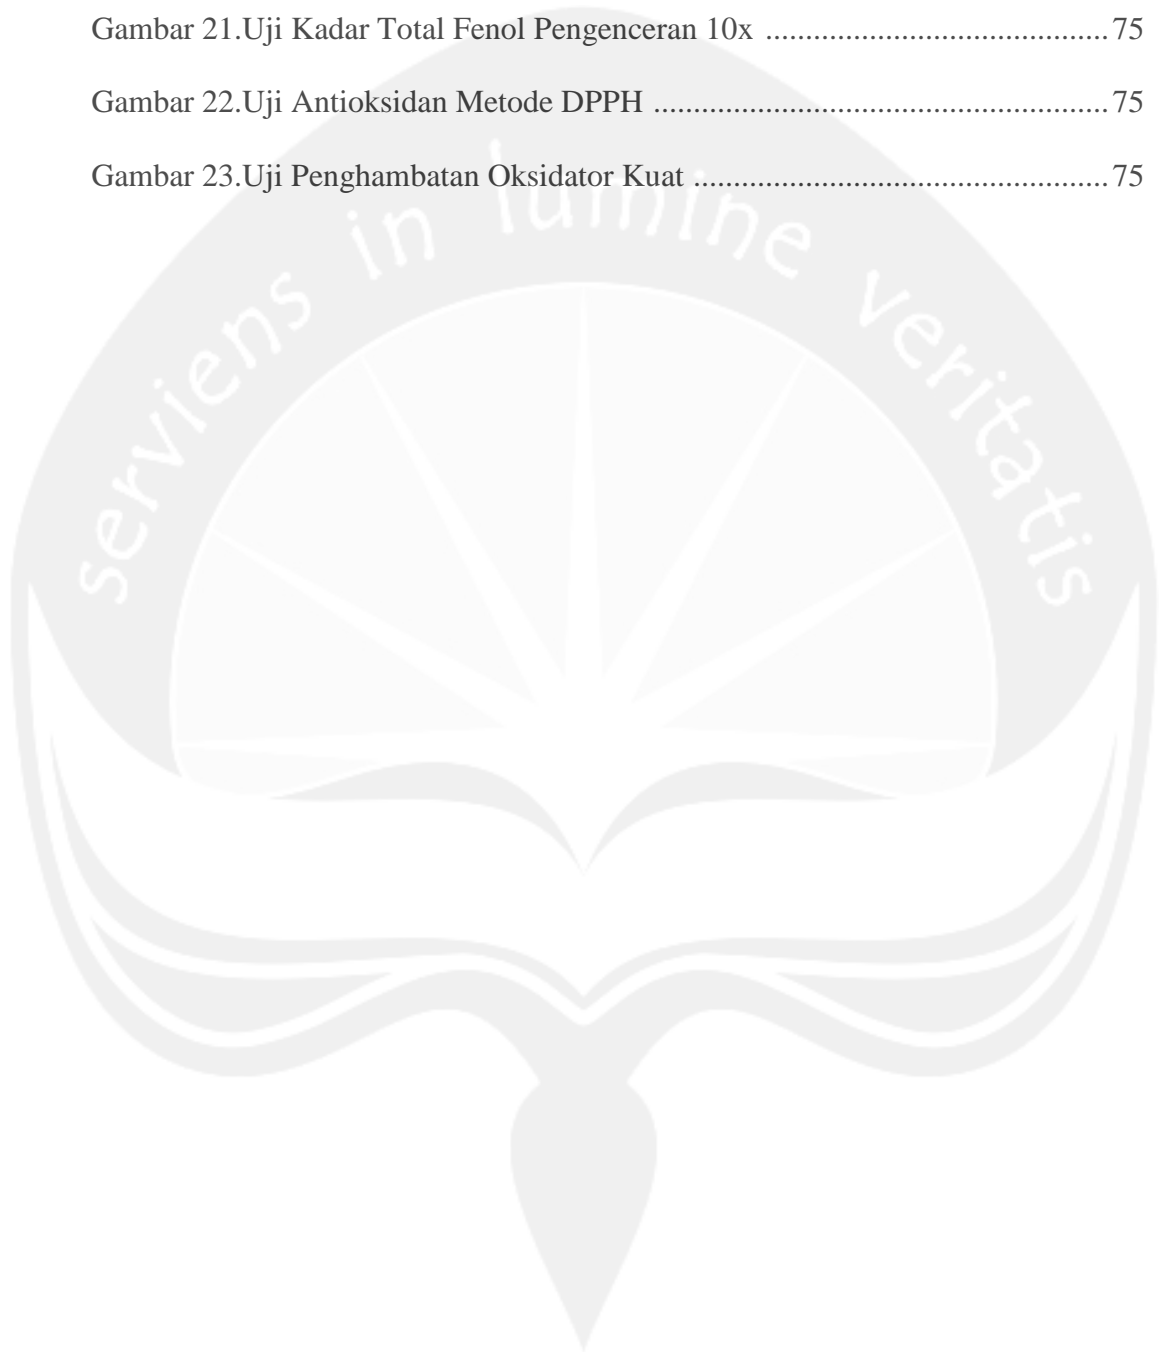 Gambar 21.Uji Kadar Total Fenol Pengenceran 10x ............................................ 75
Gambar 22.Uji Antioksidan Metode DPPH .......................................................... 75
Gambar 23.Uji Penghambatan Oksidator Kuat ..................................................... 75
serviens in lumine veritatis